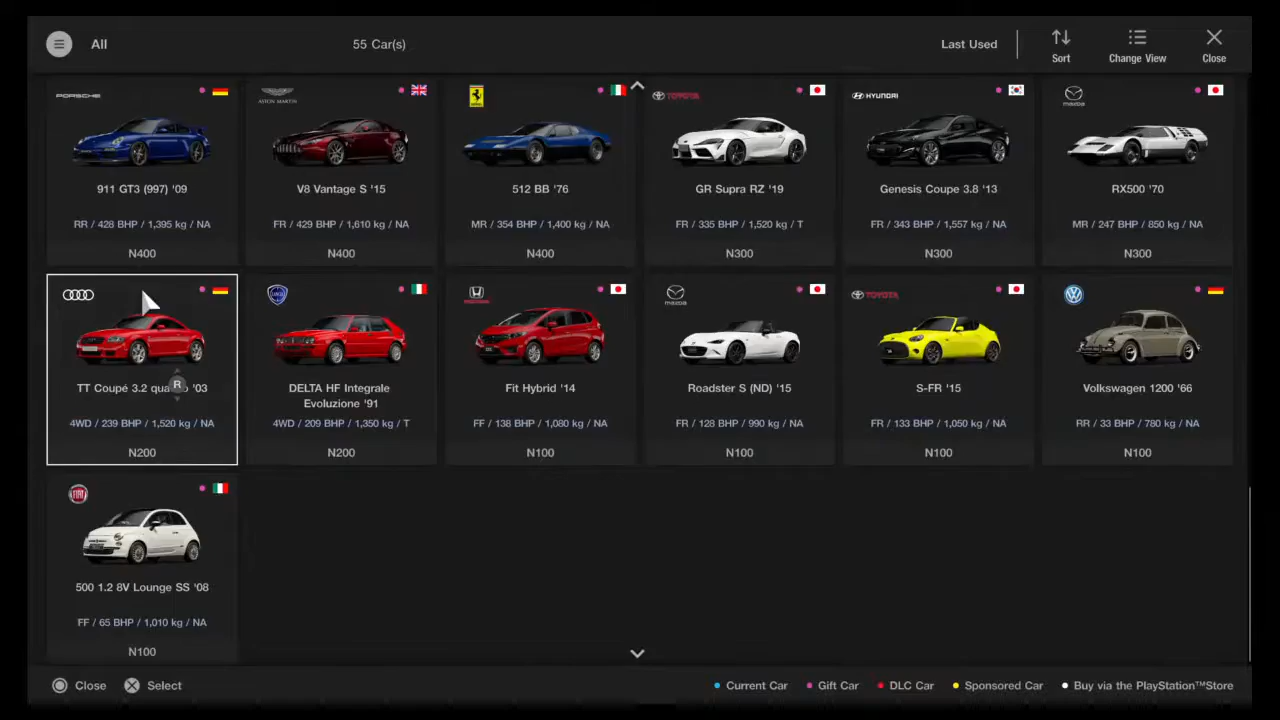 All
55 Car(s)
Last Used
Sort
Change View
Close
PORSCHE
ASTON MARTIN
TOYOTA
HYUNDAI
911 GT3 (997) '09
V8 Vantage S '15
512 BB '76
GR Supra RZ '19
Genesis Coupe 3.8 '13
RX500 '70
RR / 428 BHP / 1,395 kg / NA
FR / 429 BHP / 1,610 kg / NA
MR / 354 BHP / 1,400 kg / NA
FR / 335 BHP / 1,520 kg / T
FR / 343 BHP / 1,557 kg / NA
MR / 247 BHP / 850 kg / NA
N400
N400
N400
N300
N300
N300
HONDA
mazda
TOYOTA
TT Coupé 3.2 '03
R
DELTA HF Integrale
Evoluzione '91
Fit Hybrid '14
Roadster S (ND) '15
S-FR '15
Volkswagen 1200 '66
4WD / 239 BHP / 1,520 kg / NA
4WD / 209 BHP / 1,350 kg / T
FF / 138 BHP / 1,080 kg / NA
FR / 128 BHP / 990 kg / NA
FR / 133 BHP / 1,050 kg / NA
RR / 33 BHP / 780 kg / NA
N200
N200
N100
N100
N100
N100
FIAT
500 1.2 8V Lounge SS '08
FF / 65 BHP / 1,010 kg / NA
N100
Close
Select
Current Car
Gift Car
DLC Car
Sponsored Car
Buy via the PlayStation™Store